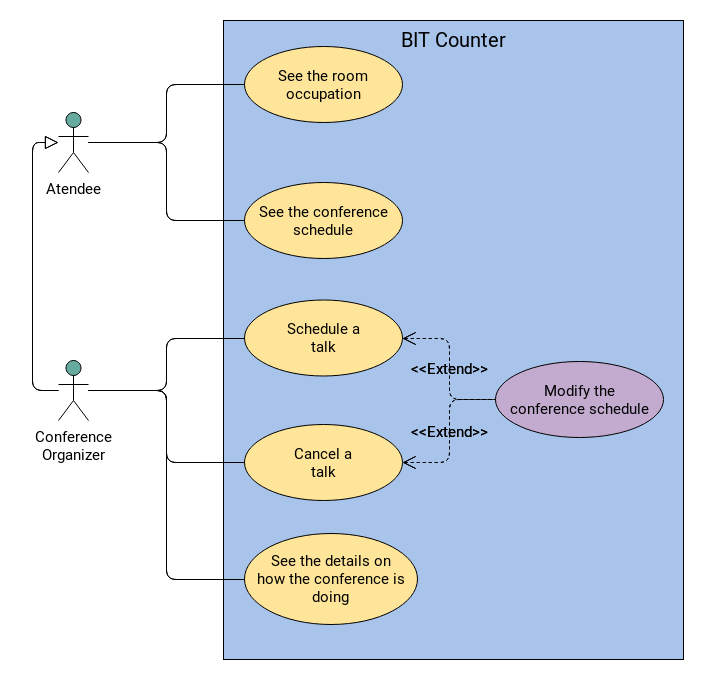 BIT Counter
See the room
occupation
Atendee
See the conference
schedule
Schedule a
talk
<<Extend>>
Modify the
conference schedule
<<Extend>>
Conference
Organizer
Cancel a
talk
See the details on
how the conference is
doing